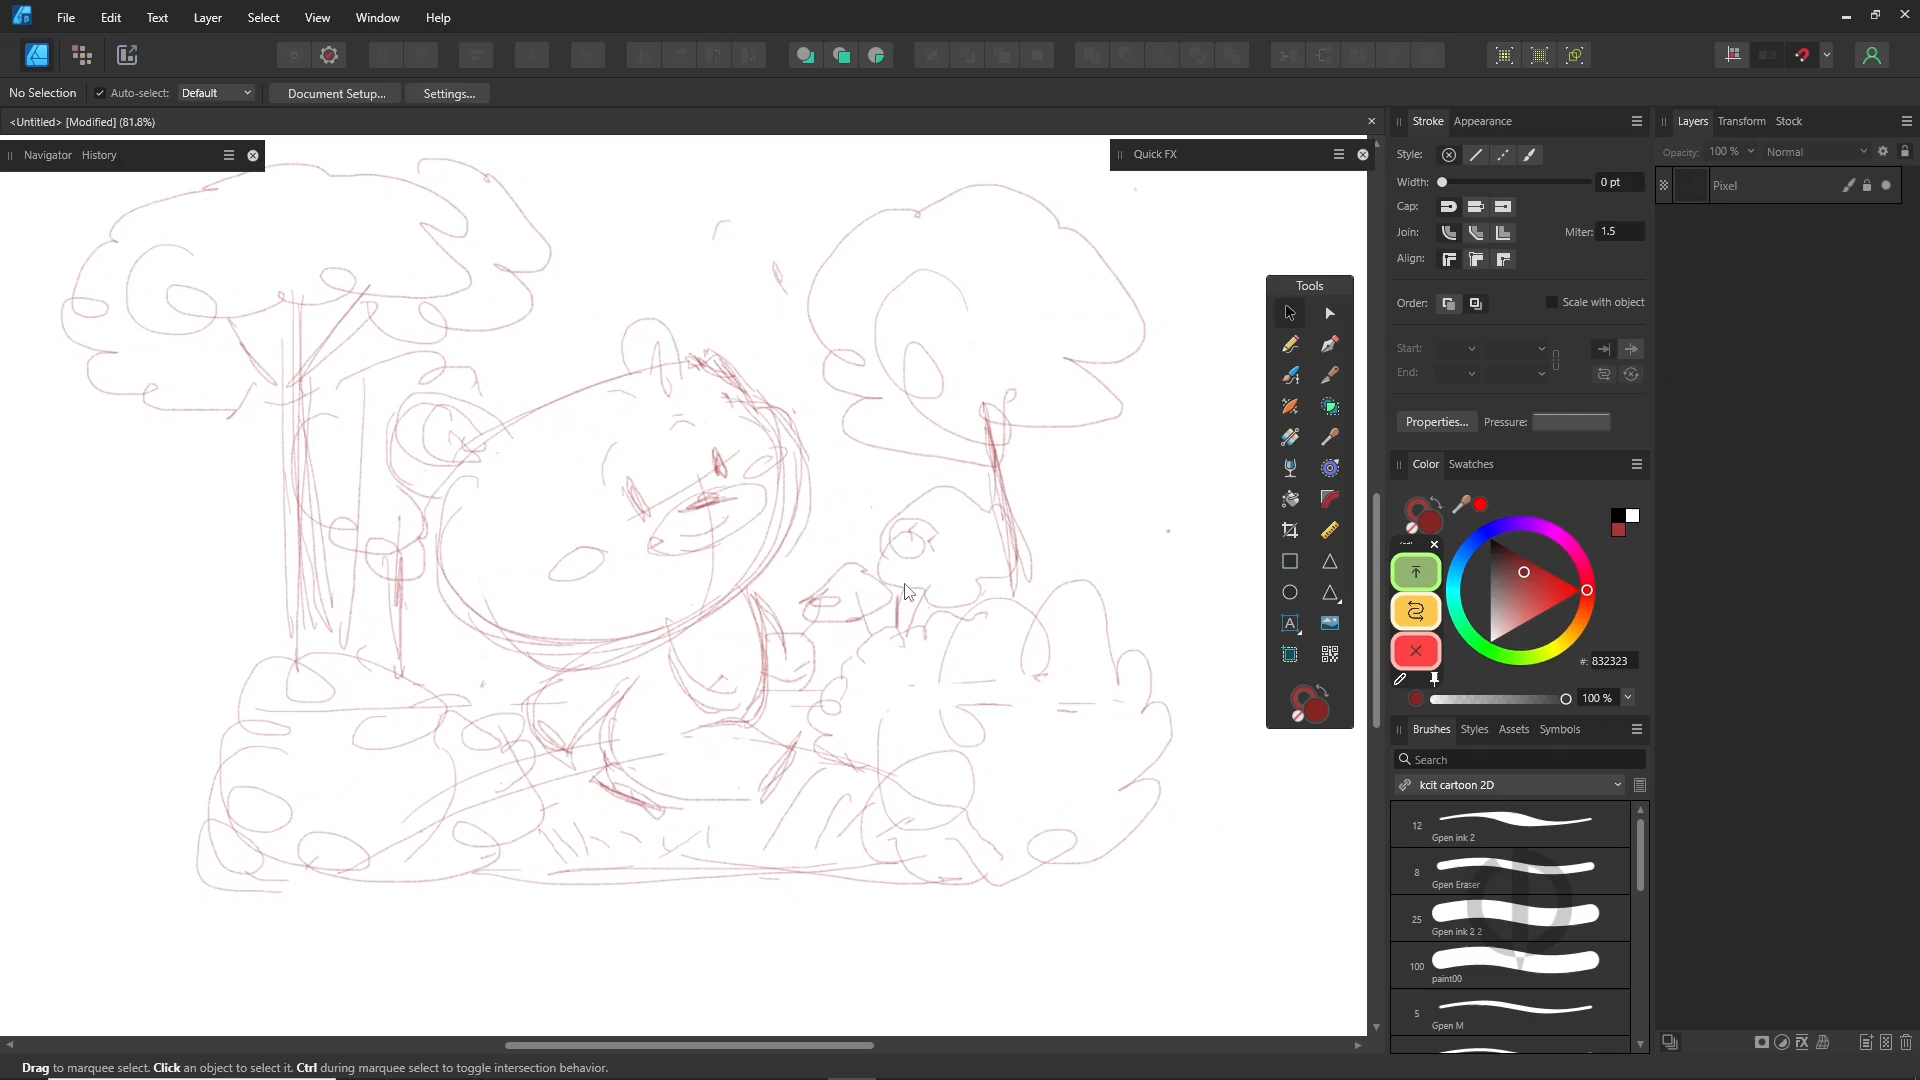 File Edit Text Layer Select View Window Help
No Selection Auto-select: Default Document Setup... Settings...
<Untitled> [Modified] (81.8%)
Navigator History
Quick FX
Tools
Stroke Appearance
Style:
Width: 0 pt
Cap:
Join: Miter: 1.5
Align:
Order: Scale with object
Start:
End:
Properties... Pressure:
Color Swatches
#: 832323
100 %
Brushes Styles Assets Symbols
Search
kcit cartoon 2D
12 Gpen ink 2
8 Gpen Eraser
25 Gpen ink 2 2
100 paint00
5 Gpen M
Layers Transform Stock
Opacity: 100 % Normal
Pixel
Drag to marquee select. Click an object to select it. Ctrl during marquee select to toggle intersection behavior.